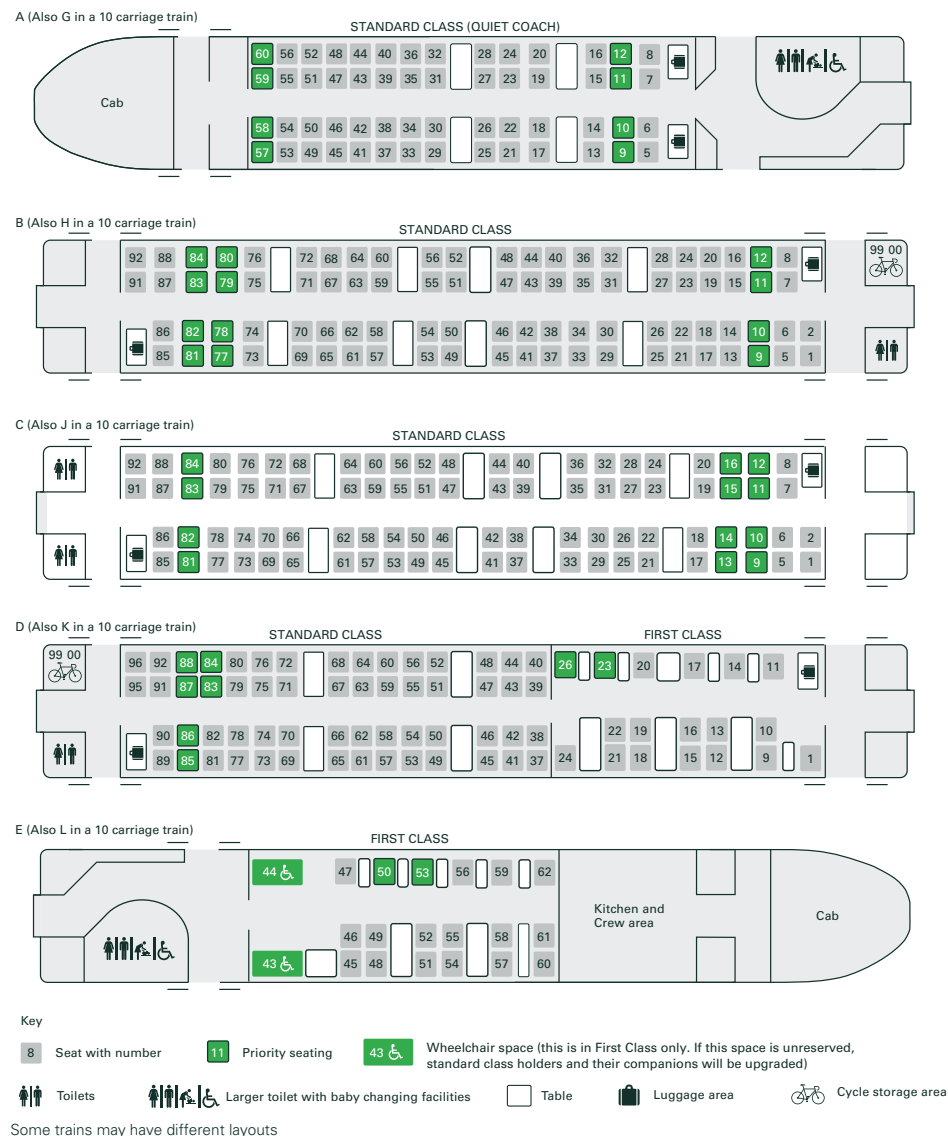 A (Also G in a 10 carriage train)
STANDARD CLASS (QUIET COACH)
60 56 52 48 44 40 36 32 28 24 20 16 12 8
59 55 51 47 43 39 35 31 27 23 19 15 11 7
Cab
58 54 50 46 42 38 34 30 26 22 18 14 10 6
57 53 49 45 41 37 33 29 25 21 17 13 9 5
B (Also H in a 10 carriage train)
STANDARD CLASS
92 88 84 80 76 72 68 64 60 56 52 48 44 40 36 32 28 24 20 16 12 8 99 00
91 87 83 79 75 71 67 63 59 55 51 47 43 39 35 31 27 23 19 15 11 7
86 82 78 74 70 66 62 58 54 50 46 42 38 34 30 26 22 18 14 10 6 2
85 81 77 73 69 65 61 57 53 49 45 41 37 33 29 25 21 17 13 9 5 1
C (Also J in a 10 carriage train)
STANDARD CLASS
92 88 84 80 76 72 68 64 60 56 52 48 44 40 36 32 28 24 20 16 12 8
91 87 83 79 75 71 67 63 59 55 51 47 43 39 35 31 27 23 19 15 11 7
86 82 78 74 70 66 62 58 54 50 46 42 38 34 30 26 22 18 14 10 6 2
85 81 77 73 69 65 61 57 53 49 45 41 37 33 29 25 21 17 13 9 5 1
D (Also K in a 10 carriage train)
STANDARD CLASS FIRST CLASS
99 00 96 92 88 84 80 76 72 68 64 60 56 52 48 44 40 26 23 20 17 14 11
95 91 87 83 79 75 71 67 63 59 55 51 47 43 39
90 86 82 78 74 70 66 62 58 54 50 46 42 38 22 19 16 13 10
89 85 81 77 73 69 65 61 57 53 49 45 41 37 24 21 18 15 12 9 1
E (Also L in a 10 carriage train)
FIRST CLASS
44 47 50 53 56 59 62
Kitchen and
Crew area
Cab
46 49 52 55 58 61
43 45 48 51 54 57 60
Key
8 Seat with number
11 Priority seating
43 Wheelchair space (this is in First Class only. If this space is unreserved,
standard class holders and their companions will be upgraded)
Toilets
Larger toilet with baby changing facilities
Table
Luggage area
Cycle storage area
Some trains may have different layouts